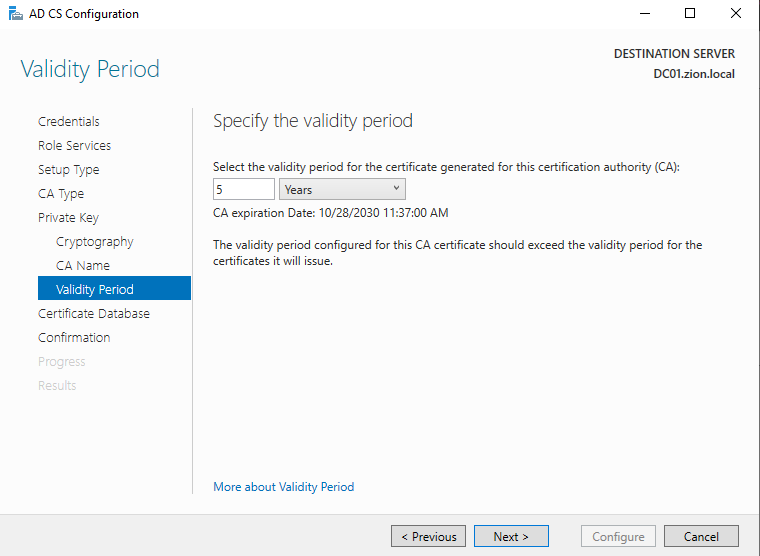 AD CS Configuration
DESTINATION SERVER
DC01.zion.local
Validity Period
Credentials
Role Services
Setup Type
CA Type
Private Key
Cryptography
CA Name
Validity Period
Certificate Database
Confirmation
Progress
Results
Specify the validity period
Select the validity period for the certificate generated for this certification authority (CA):
5 Years
CA expiration Date: 10/28/2030 11:37:00 AM
The validity period configured for this CA certificate should exceed the validity period for the
certificates it will issue.
More about Validity Period
< Previous Next > Configure Cancel